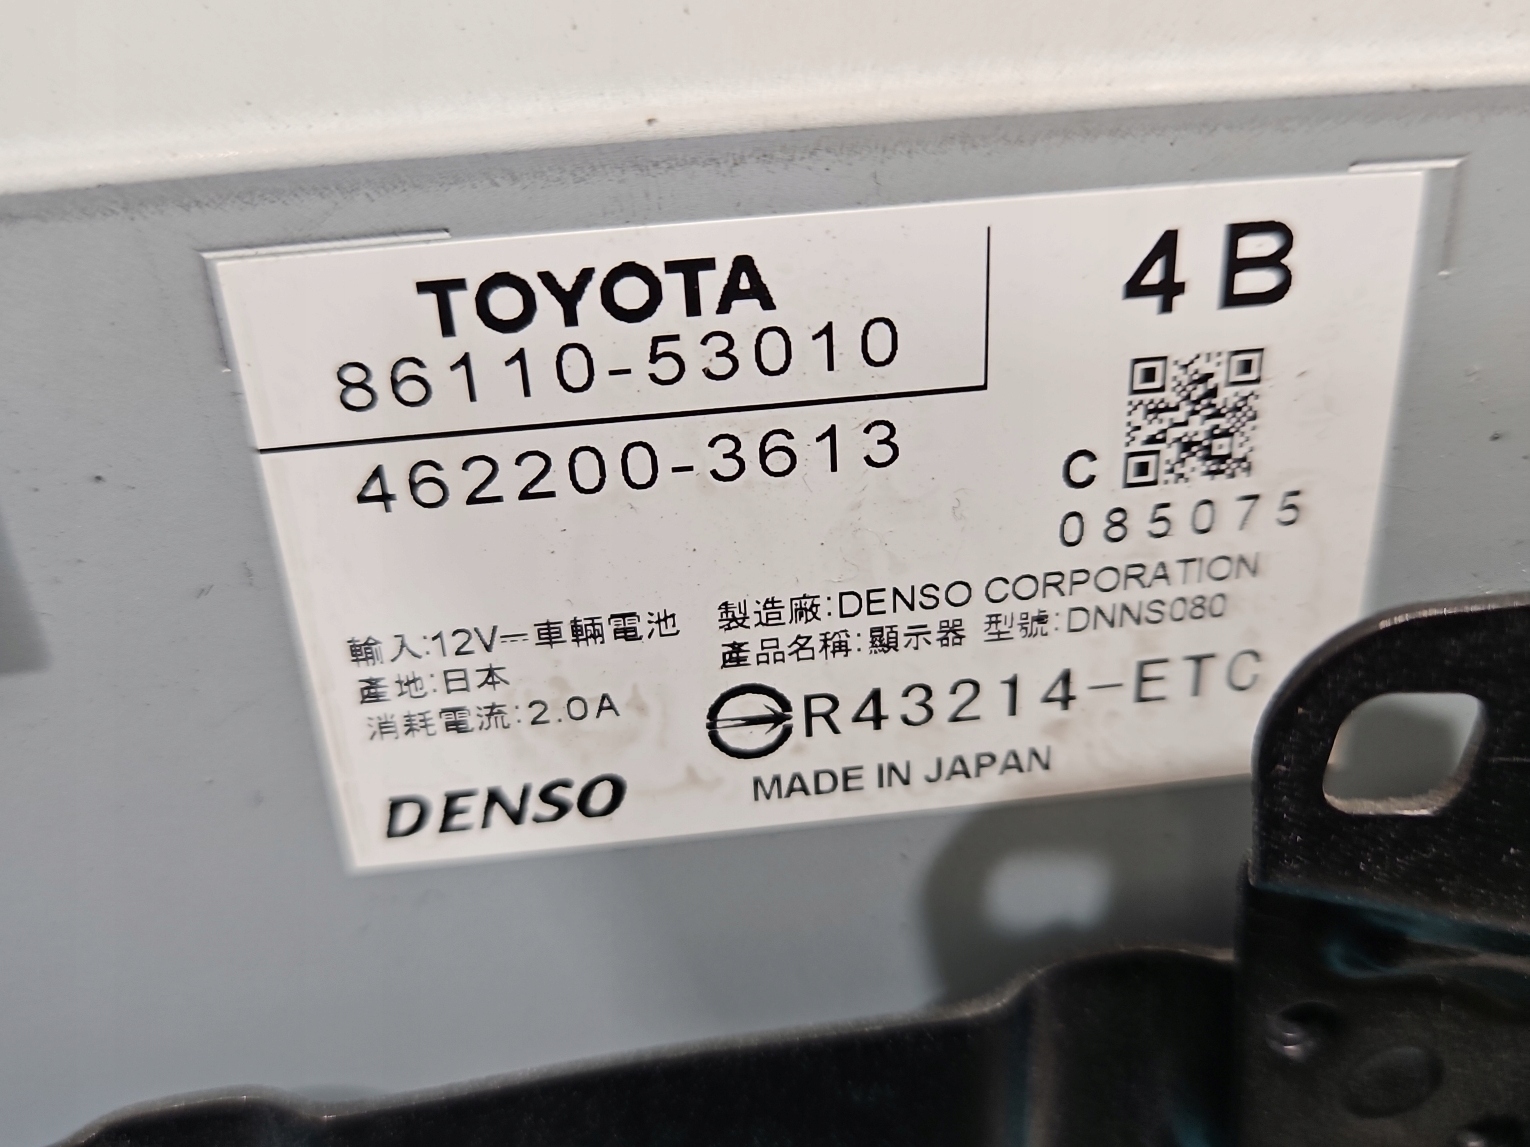 TOYOTA
86110-53010
4B
462200-3613
C
085075
輸入:12V⎓車輛電池
產地:日本
消耗電流:2.0A
製造廠:DENSO CORPORATION
產品名稱:顯示器 型號:DNNS080
R43214-ETC
DENSO
MADE IN JAPAN